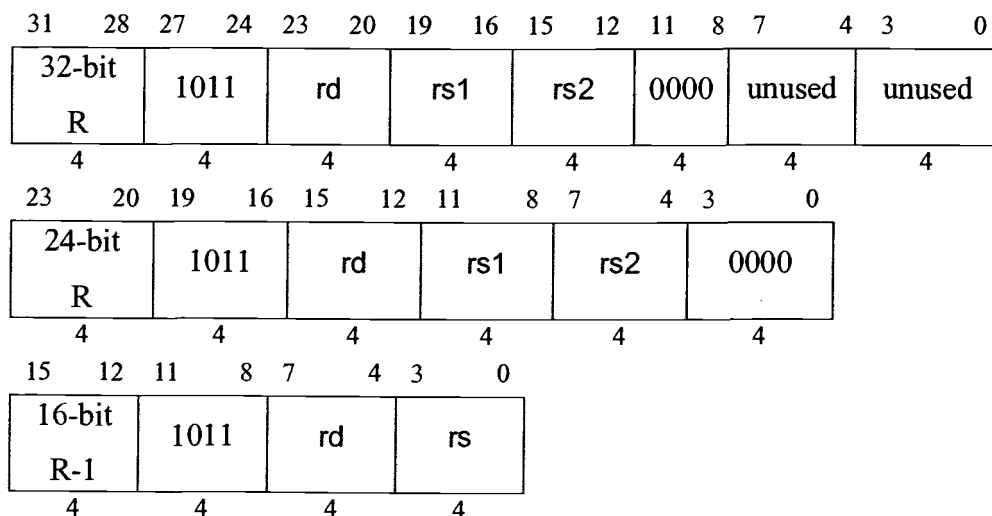 31 28 27 24 23 20 19 16 15 12 11 8 7 4 3 0
32-bit R 1011 rd rs1 rs2 0000 unused unused
4 4 4 4 4 4 4 4
23 20 19 16 15 12 11 8 7 4 3 0
24-bit R 1011 rd rs1 rs2 0000
4 4 4 4 4 4
15 12 11 8 7 4 3 0
16-bit R-1 1011 rd rs
4 4 4 4